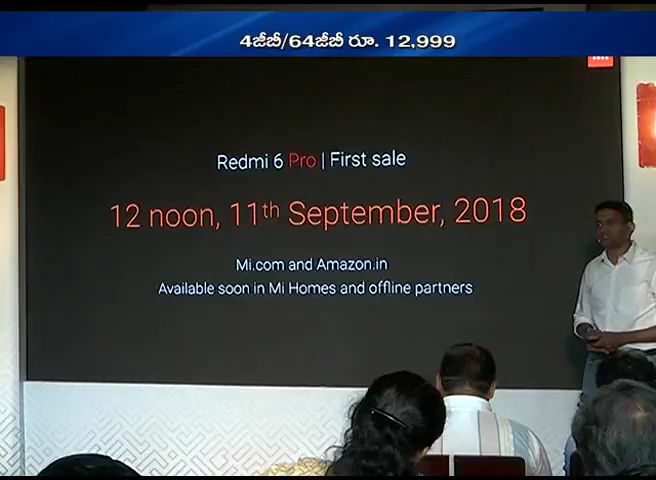 4జీబీ/64జీబీ రూ. 12,999
Redmi 6 Pro | First sale
12 noon, 11th September, 2018
Mi.com and Amazon.in
Available soon in Mi Homes and offline partners